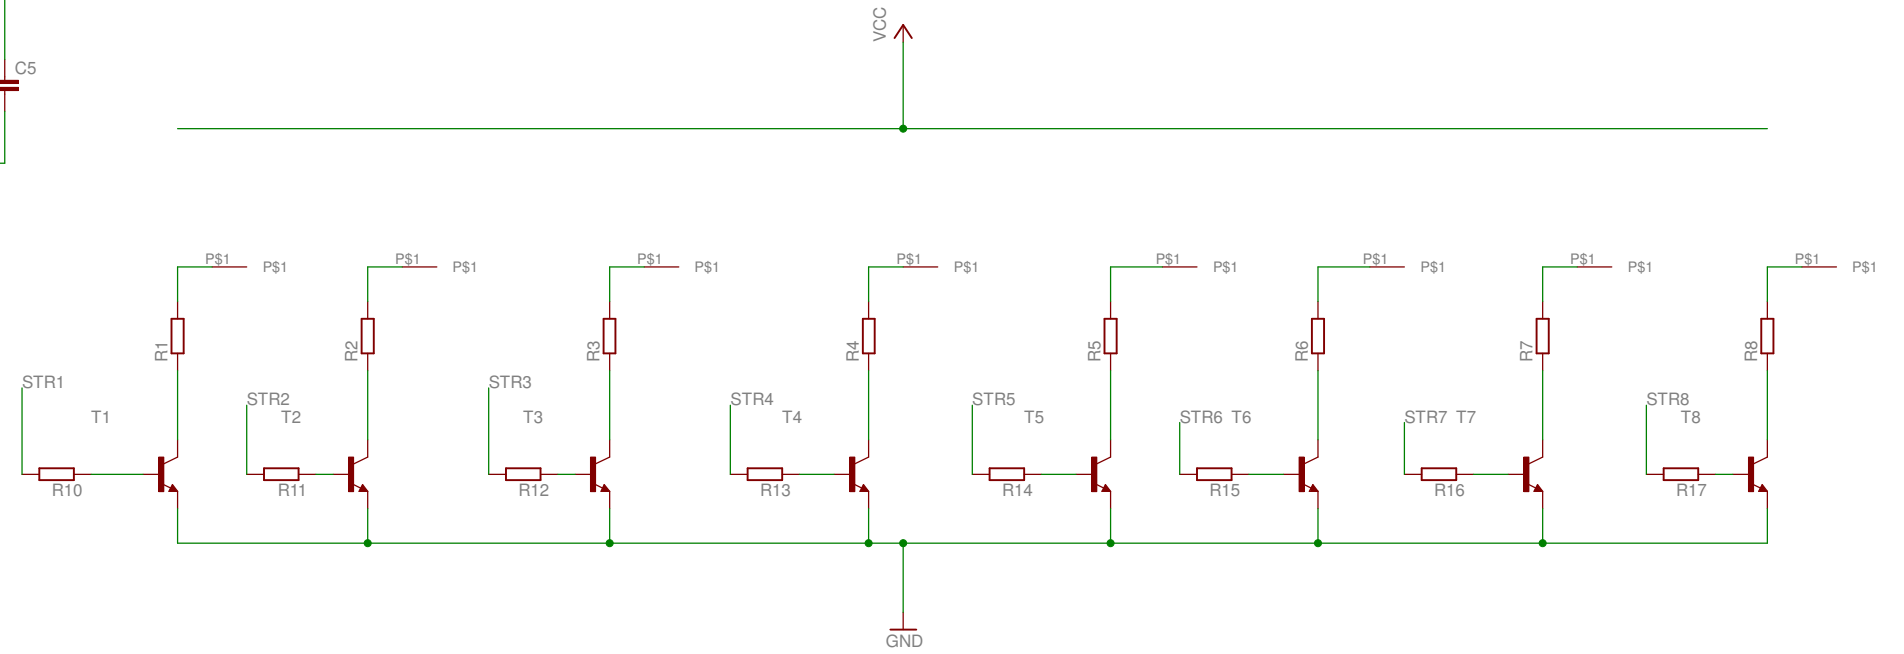 VCC
C5
P$1 P$1 P$1 P$1 P$1 P$1 P$1 P$1 P$1 P$1 P$1 P$1 P$1 P$1 P$1 P$1
R1 R2 R3 R4 R5 R6 R7 R8
STR1 STR3
STR2 STR4 STR5 STR8
T1 T2 T3 T4 T5 STR6 T6 STR7 T7 T8
R10 R11 R12 R13 R14 R15 R16 R17
GND